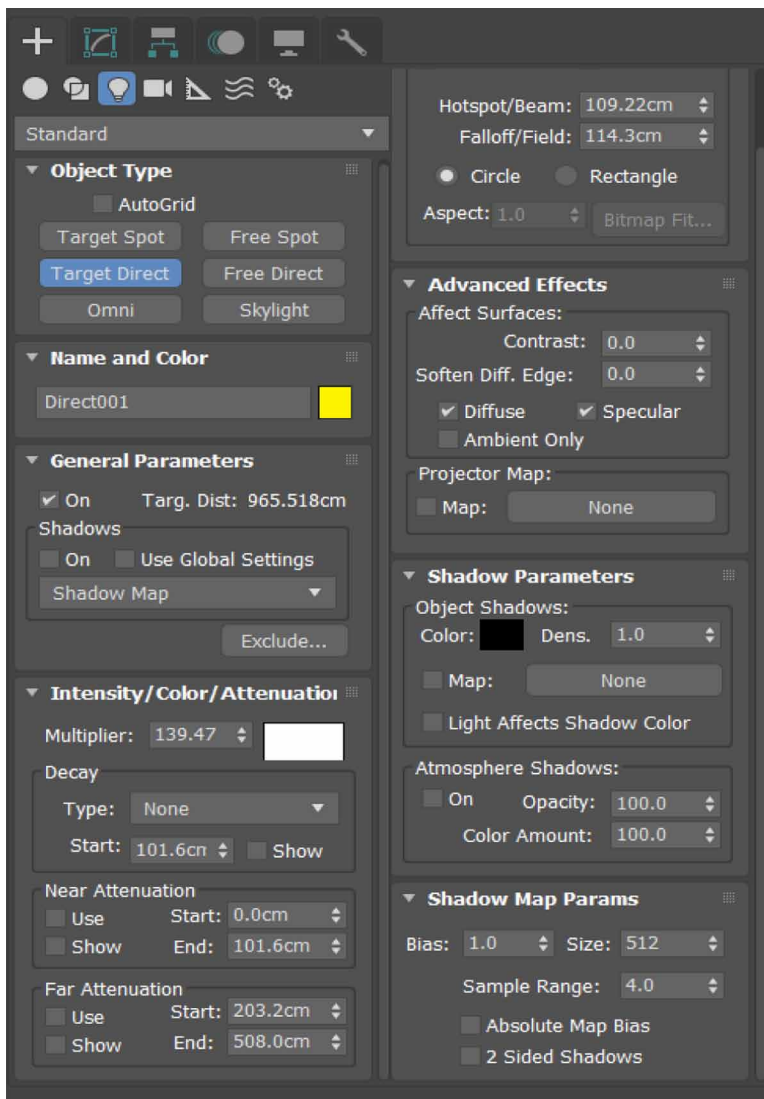 Standard
Object Type
AutoGrid
Target Spot Free Spot
Target Direct Free Direct
Omni Skylight
Name and Color
Direct001
General Parameters
On Targ. Dist: 965.518cm
Shadows
On Use Global Settings
Shadow Map
Exclude...
Intensity/Color/Attenuation
Multiplier: 139.47
Decay
Type: None
Start: 101.6cm Show
Near Attenuation
Use Start: 0.0cm
Show End: 101.6cm
Far Attenuation
Use Start: 203.2cm
Show End: 508.0cm
Hotspot/Beam: 109.22cm
Falloff/Field: 114.3cm
Circle Rectangle
Aspect: 1.0 Bitmap Fit...
Advanced Effects
Affect Surfaces:
Contrast: 0.0
Soften Diff. Edge: 0.0
Diffuse Specular
Ambient Only
Projector Map:
Map: None
Shadow Parameters
Object Shadows:
Color: Dens. 1.0
Map: None
Light Affects Shadow Color
Atmosphere Shadows:
On Opacity: 100.0
Color Amount: 100.0
Shadow Map Params
Bias: 1.0 Size: 512
Sample Range: 4.0
Absolute Map Bias
2 Sided Shadows